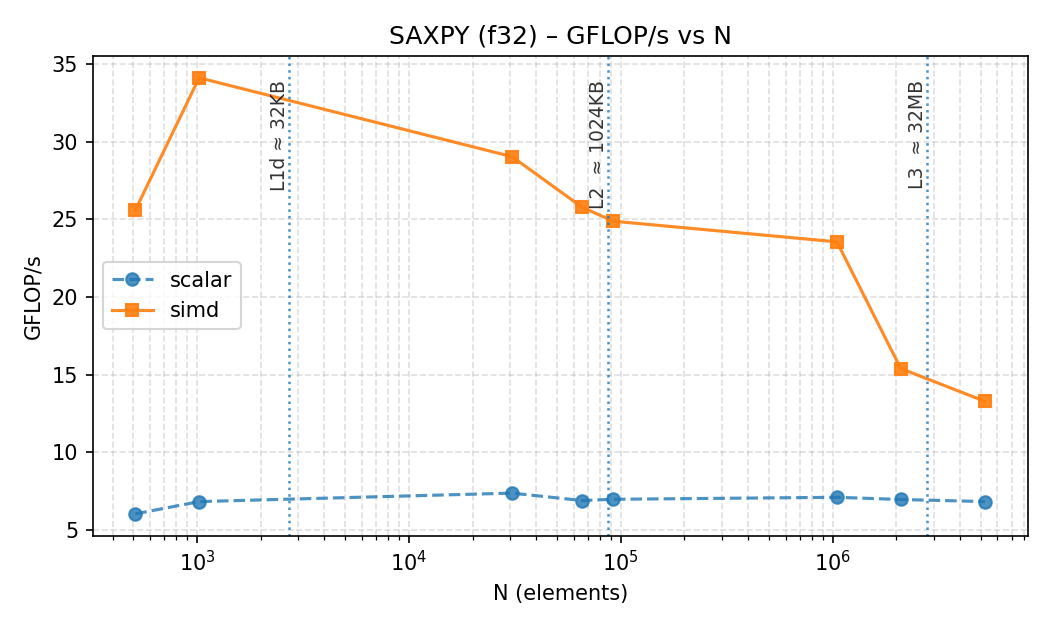 SAXPY (f32) – GFLOP/s vs N
35
30
25
20
15
10
5
GFLOP/s
L1d ≈ 32KB
L2 ≈ 1024KB
L3 ≈ 32MB
scalar
simd
10³
10⁴
10⁵
10⁶
N (elements)